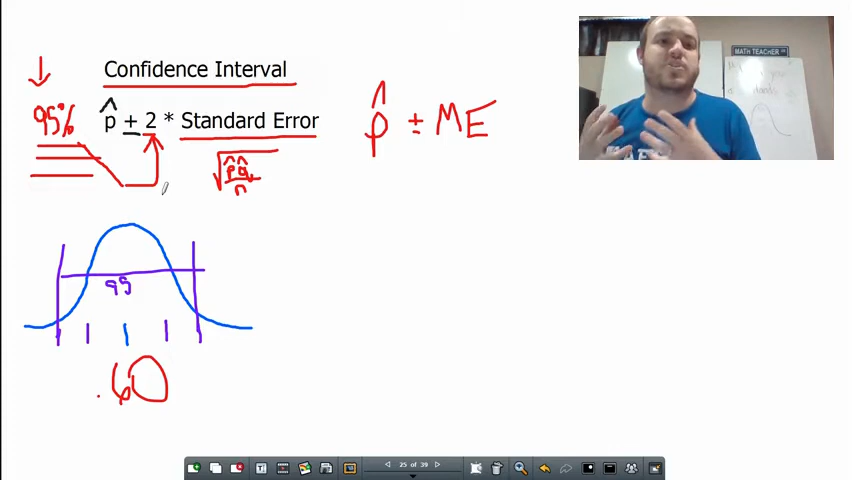 Confidence Interval
95%
p̂ ± 2 * Standard Error
√p̂q̂/n
p̂ ± ME
95
.60
MATH TEACHER
25 of 39